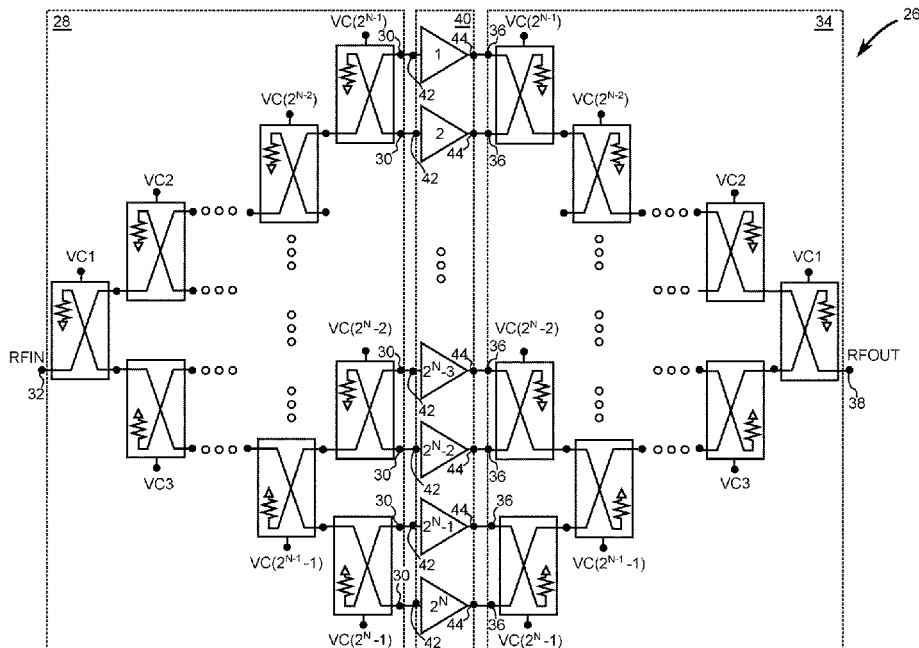 28 VC(2^N-1) 30 40 44 36 VC(2^N-1) 34 26
1
42
VC(2^N-2) VC(2^N-2)
2
30 42 44 36
VC2 VC2
VC1 VC1
VC(2^N-2) 30 44 36 VC(2^N-2)
RFIN 2^N-3 RFOUT
32 42 38
2^N-2
30 42 44 36
VC3 VC3
30 44 36
2^N-1
VC(2^N-1-1) 42 VC(2^N-1-1)
30
2^N
VC(2^N-1) 42 44 36 VC(2^N-1)